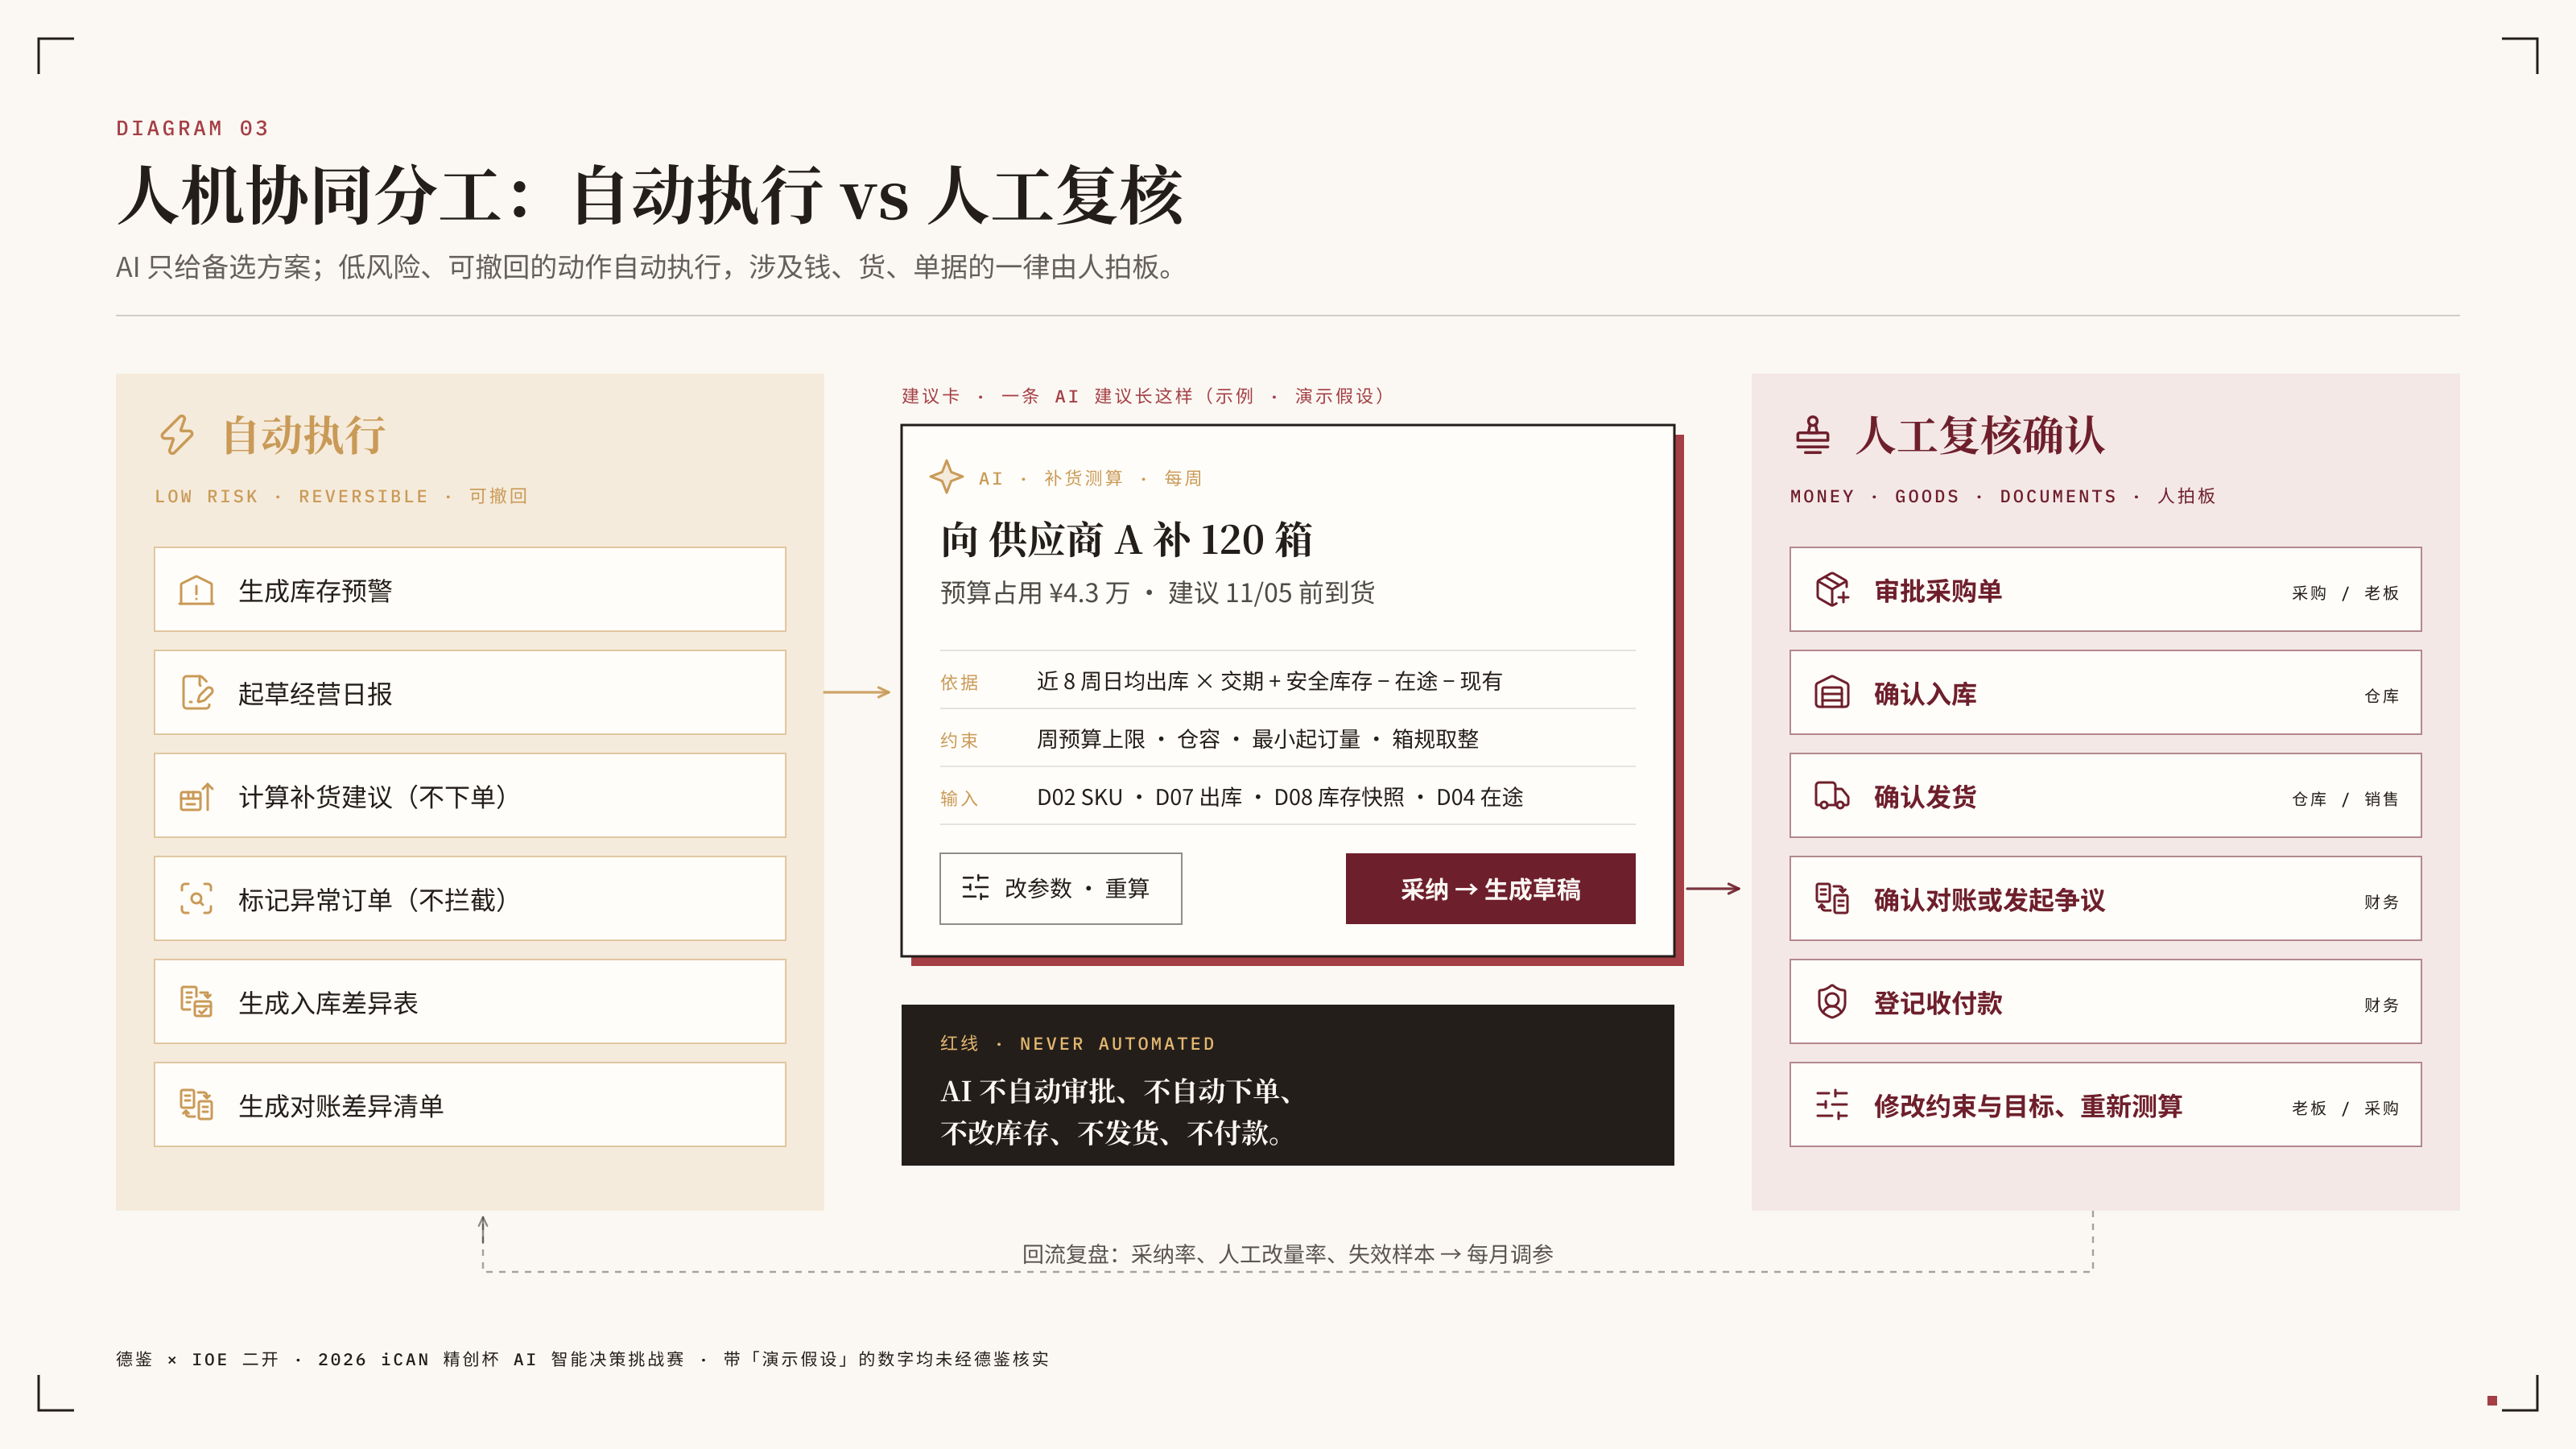 DIAGRAM 03
人机协同分工：自动执行 vs 人工复核
AI 只给备选方案；低风险、可撤回的动作自动执行，涉及钱、货、单据的一律由人拍板。
自动执行
LOW RISK · REVERSIBLE · 可撤回
生成库存预警
起草经营日报
计算补货建议（不下单）
标记异常订单（不拦截）
生成入库差异表
生成对账差异清单
建议卡 · 一条 AI 建议长这样（示例 · 演示假设）
AI · 补货测算 · 每周
向 供应商 A 补 120 箱
预算占用 ¥4.3 万 · 建议 11/05 前到货
依据 近 8 周日均出库 × 交期 + 安全库存 − 在途 − 现有
约束 周预算上限 · 仓容 · 最小起订量 · 箱规取整
输入 D02 SKU · D07 出库 · D08 库存快照 · D04 在途
改参数 · 重算
采纳 → 生成草稿
红线 · NEVER AUTOMATED
AI 不自动审批、不自动下单、
不改库存、不发货、不付款。
人工复核确认
MONEY · GOODS · DOCUMENTS · 人拍板
审批采购单 采购 / 老板
确认入库 仓库
确认发货 仓库 / 销售
确认对账或发起争议 财务
登记收付款 财务
修改约束与目标、重新测算 老板 / 采购
回流复盘：采纳率、人工改量率、失效样本 → 每月调参
德鉴 × IOE 二开 · 2026 iCAN 精创杯 AI 智能决策挑战赛 · 带「演示假设」的数字均未经德鉴核实